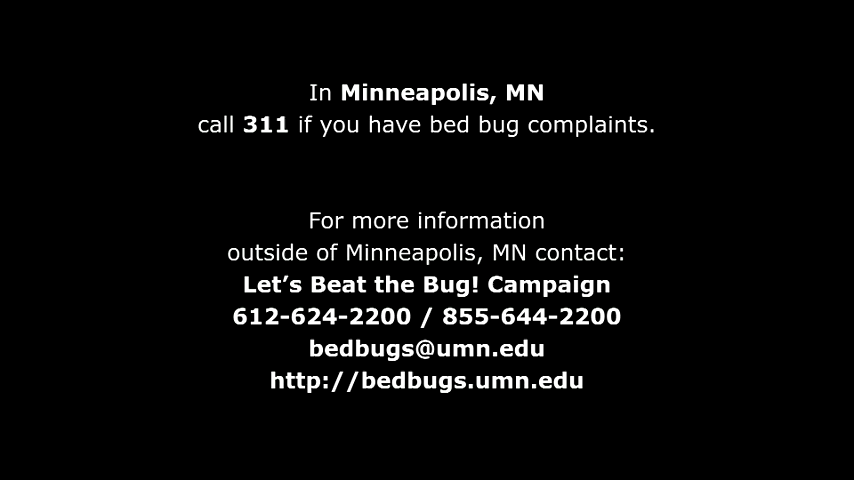 In Minneapolis, MN
call 311 if you have bed bug complaints.
For more information
outside of Minneapolis, MN contact:
Let’s Beat the Bug! Campaign
612-624-2200 / 855-644-2200
bedbugs@umn.edu
http://bedbugs.umn.edu